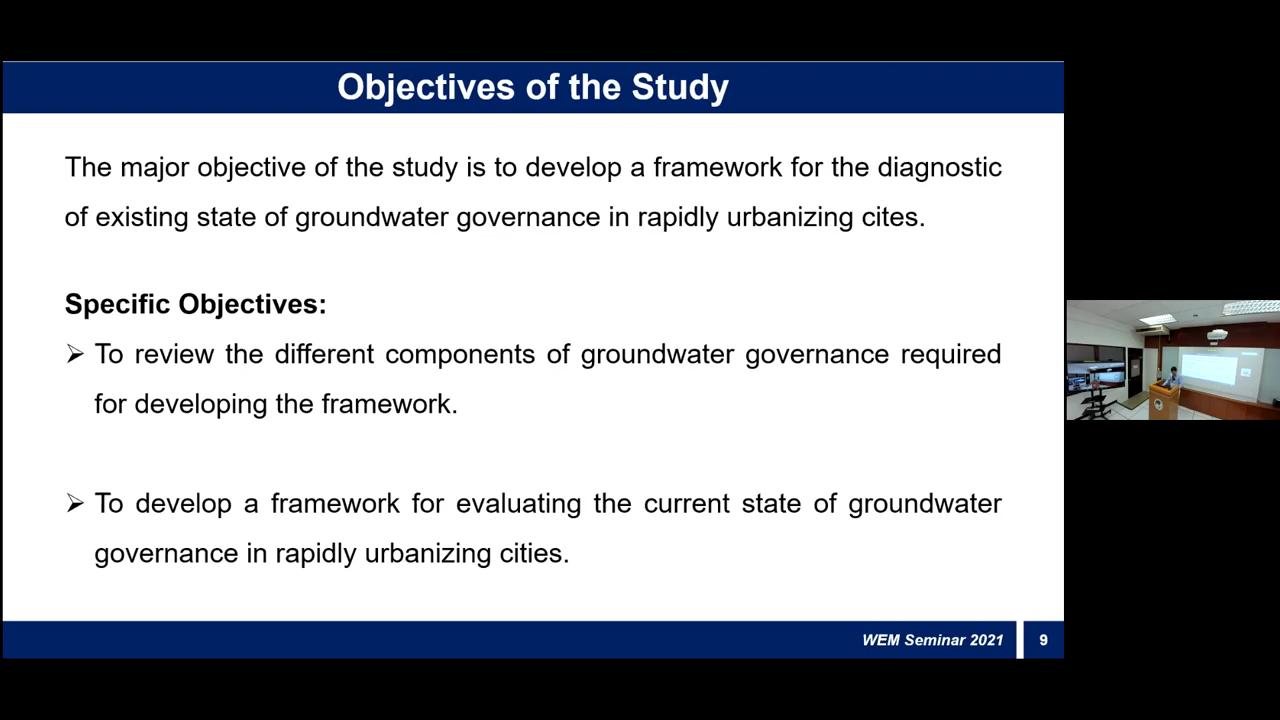 Objectives of the Study
The major objective of the study is to develop a framework for the diagnostic
of existing state of groundwater governance in rapidly urbanizing cites.
Specific Objectives:
➢ To review the different components of groundwater governance required
for developing the framework.
➢ To develop a framework for evaluating the current state of groundwater
governance in rapidly urbanizing cities.
WEM Seminar 2021
9